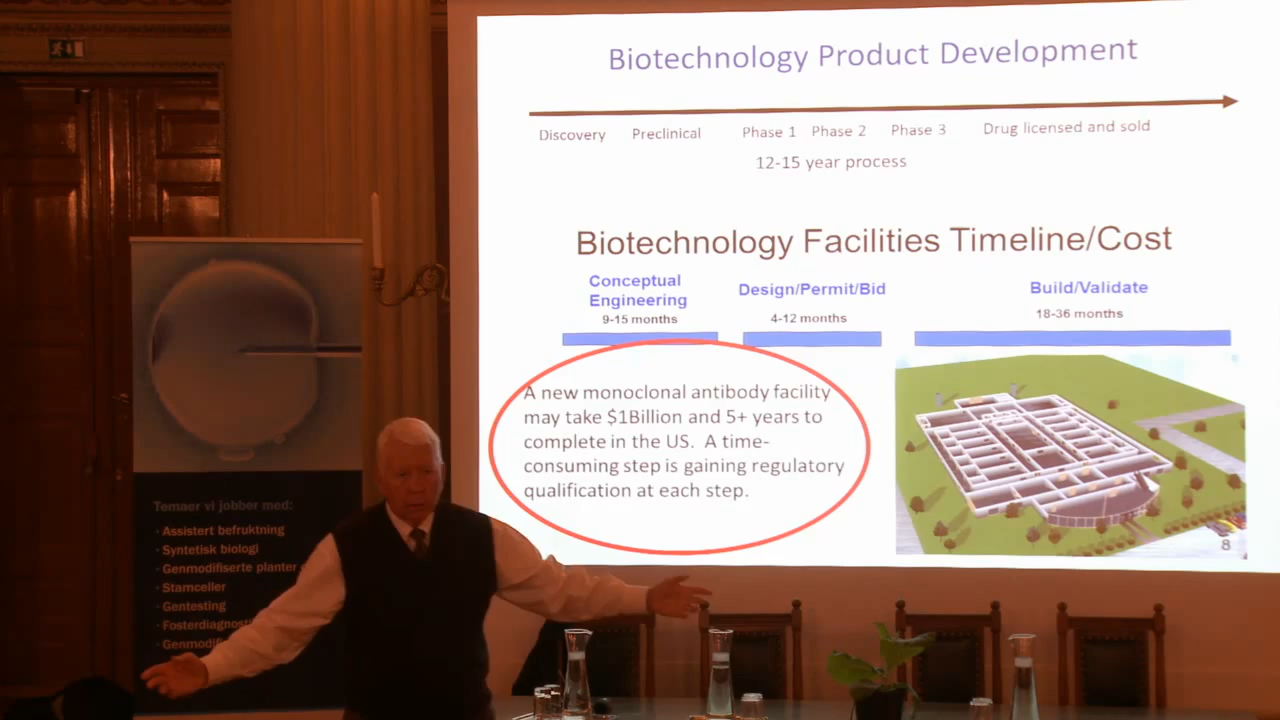 Biotechnology Product Development
Discovery Preclinical Phase 1 Phase 2 Phase 3 Drug licensed and sold
12-15 year process
Biotechnology Facilities Timeline/Cost
Conceptual
Engineering
9-15 months
Design/Permit/Bid
4-12 months
Build/Validate
18-36 months
A new monoclonal antibody facility
may take $1Billion and 5+ years to
complete in the US. A time-
consuming step is gaining regulatory
qualification at each step.
8
Temaer vi jobber med:
- Assistert befruktning
- Syntetisk biologi
- Genmodifiserte planter
- Stamceller
- Gentesting